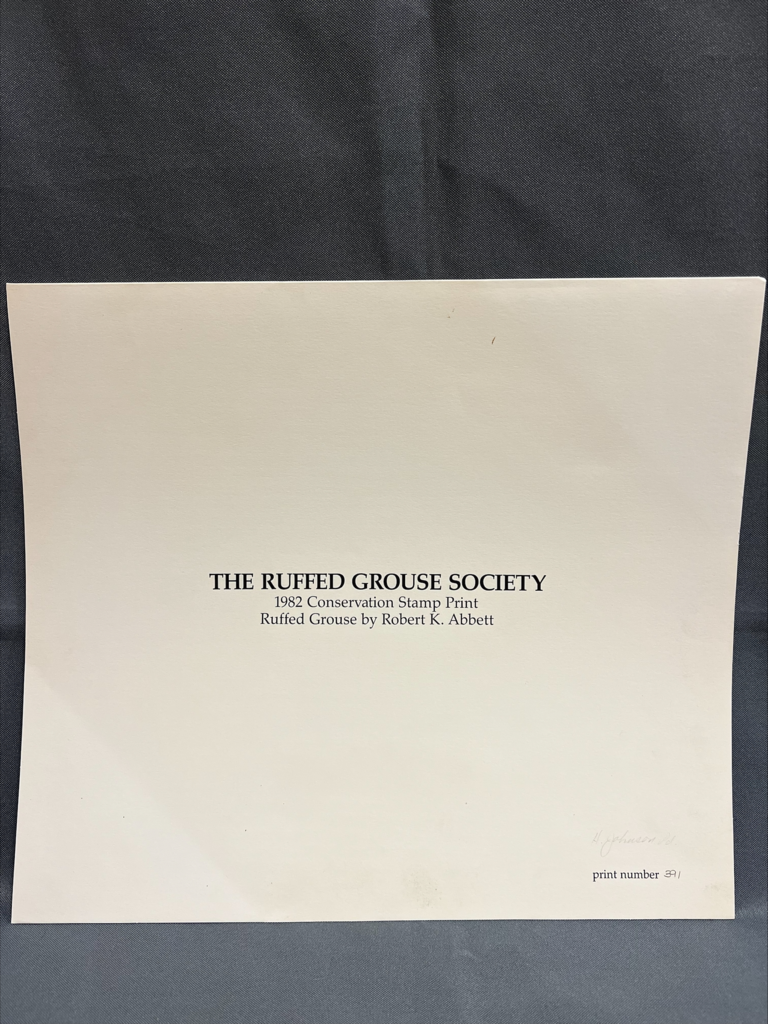 THE RUFFED GROUSE SOCIETY
1982 Conservation Stamp Print
Ruffed Grouse by Robert K. Abbett
print number 391